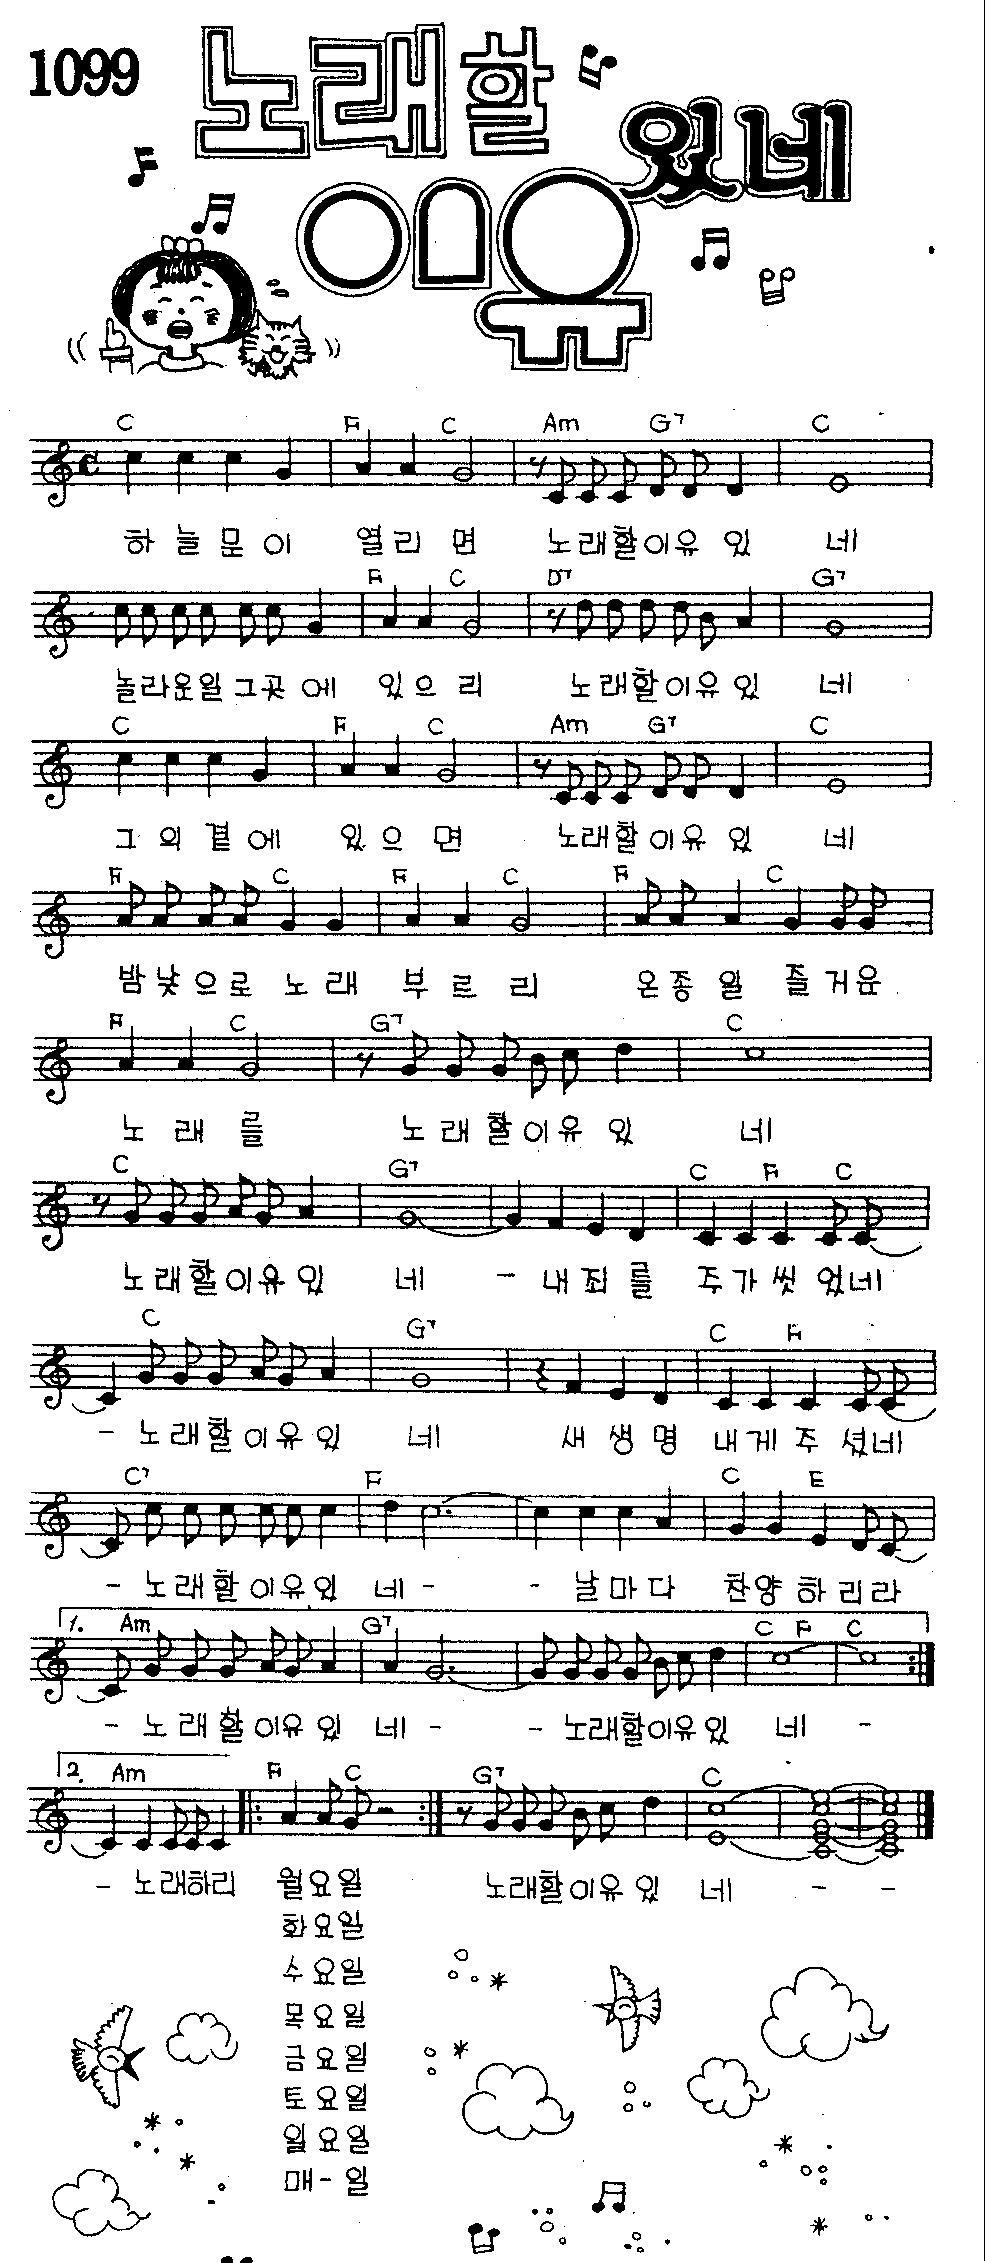 1099
노래할
이유 있네
C F C Am G7 C
하 늘 문 이 열 리 면 노래할이유 있 네
F C D7 G7
놀라운일 그곳 에 있 으 리 노래할이유 있 네
C F C Am G7 C
그 의 곁 에 있 으 면 노래할이유 있 네
F C F C F C
밤낮으로 노 래 부 르 리 온종 일 즐 거운
F C G7 C
노 래 를 노 래 할이유 있 네
C G7 C F C
노래할이유 있 네 - 내 죄 를 주 가 씻 었네
C G7 C F
- 노래할이유 있 네 새 생 명 내게 주 셨네
C7 F C E
- 노래할 이유 있 네 - - 날 마 다 찬양 하 리라
1. Am G7 C F C
- 노 래 할이유 있 네 - - 노래할이유 있 네 -
2. Am F C G7 C
- 노래하리 월요일 노래할이유 있 네 - -
화요일
수요일
목요일
금요일
토요일
일요일
매-일